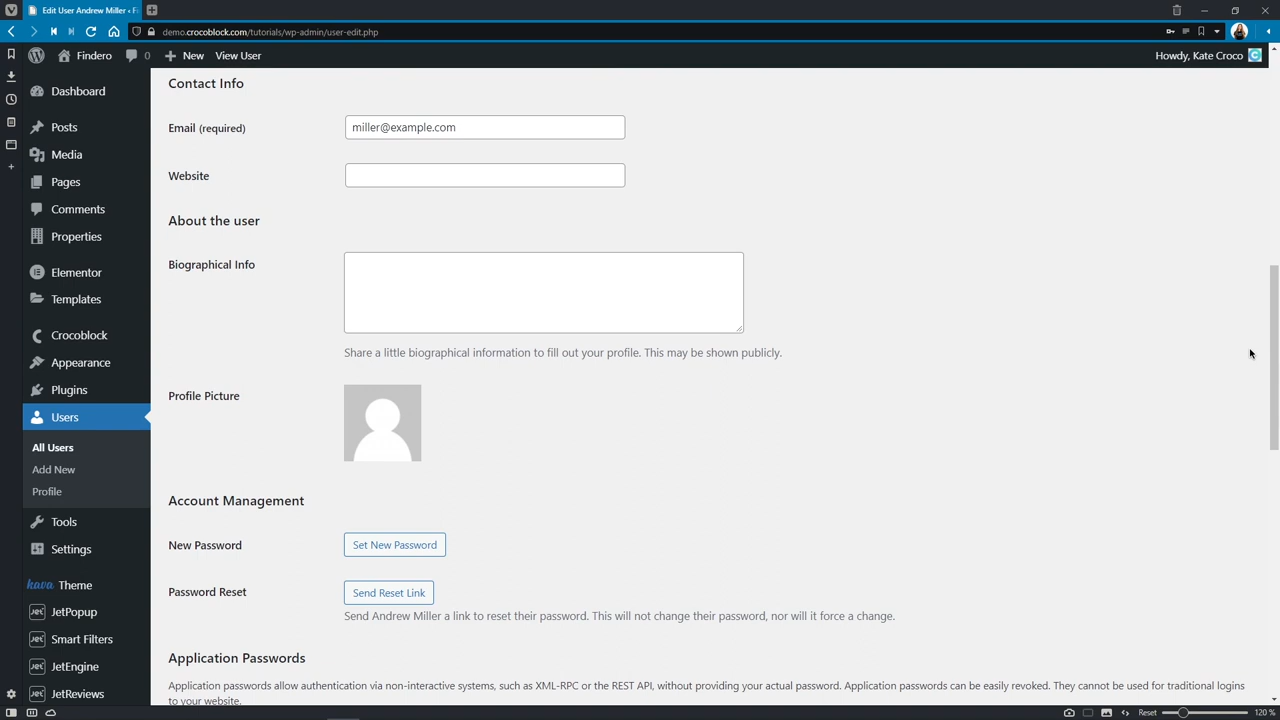 Edit User Andrew Miller ‹ Fi
demo.crocoblock.com/tutorials/wp-admin/user-edit.php
Findero
0
New
View User
Howdy, Kate Croco
Dashboard
Posts
Media
Pages
Comments
Properties
Elementor
Templates
Crocoblock
Appearance
Plugins
Users
All Users
Add New
Profile
Tools
Settings
kava Theme
JetPopup
Smart Filters
JetEngine
JetReviews
Contact Info
Email (required)
miller@example.com
Website
About the user
Biographical Info
Share a little biographical information to fill out your profile. This may be shown publicly.
Profile Picture
Account Management
New Password
Set New Password
Password Reset
Send Reset Link
Send Andrew Miller a link to reset their password. This will not change their password, nor will it force a change.
Application Passwords
Application passwords allow authentication via non-interactive systems, such as XML-RPC or the REST API, without providing your actual password. Application passwords can be easily revoked. They cannot be used for traditional logins
to your website.
Reset
120 %